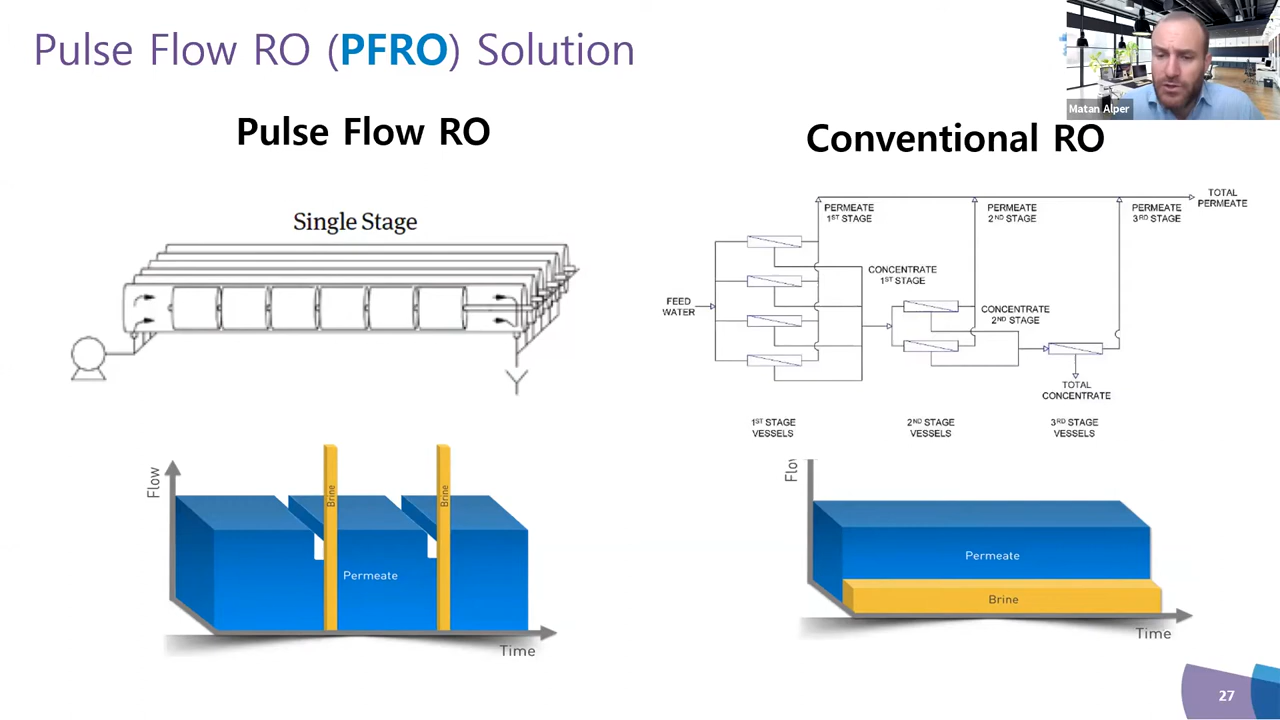 Pulse Flow RO (PFRO) Solution
Matan Alper
Pulse Flow RO
Conventional RO
Single Stage
TOTAL
PERMEATE
PERMEATE
1ST STAGE
PERMEATE
2ND STAGE
PERMEATE
3RD STAGE
FEED
WATER
CONCENTRATE
1ST STAGE
CONCENTRATE
2ND STAGE
TOTAL
CONCENTRATE
1ST STAGE
VESSELS
2ND STAGE
VESSELS
3RD STAGE
VESSELS
Flow
Brine
Brine
Permeate
Time
Flo
Permeate
Brine
Time
27